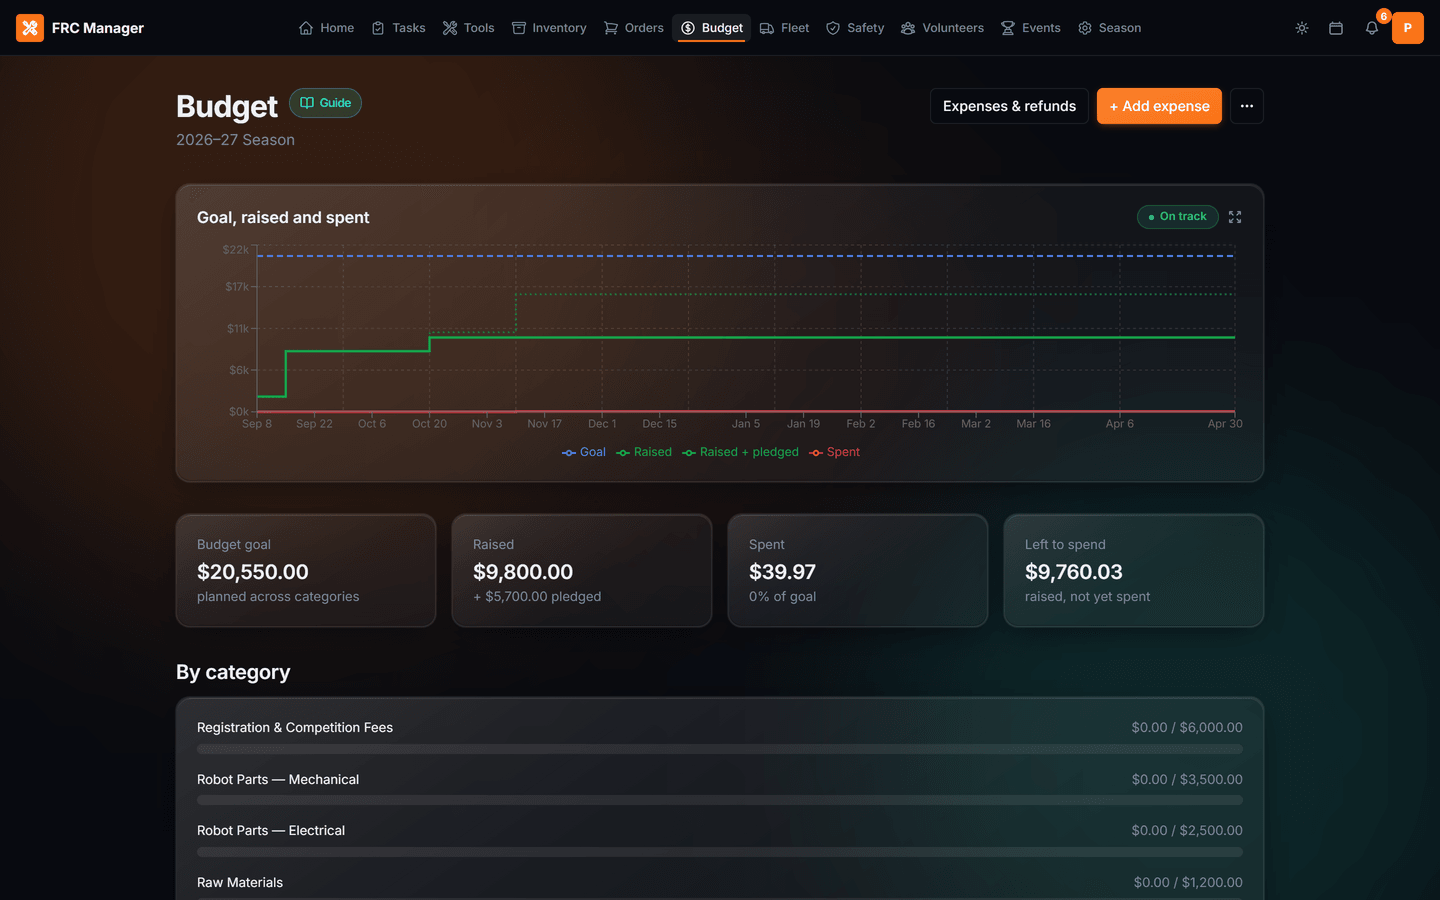 FRC Manager
Home
Tasks
Tools
Inventory
Orders
Budget
Fleet
Safety
Volunteers
Events
Season
6
P
Budget
Guide
2026–27 Season
Expenses & refunds
+ Add expense
Goal, raised and spent
On track
$22k
$17k
$11k
$6k
$0k
Sep 8 Sep 22 Oct 6 Oct 20 Nov 3 Nov 17 Dec 1 Dec 15 Jan 5 Jan 19 Feb 2 Feb 16 Mar 2 Mar 16 Apr 6 Apr 30
Goal Raised Raised + pledged Spent
Budget goal
$20,550.00
planned across categories
Raised
$9,800.00
+ $5,700.00 pledged
Spent
$39.97
0% of goal
Left to spend
$9,760.03
raised, not yet spent
By category
Registration & Competition Fees $0.00 / $6,000.00
Robot Parts — Mechanical $0.00 / $3,500.00
Robot Parts — Electrical $0.00 / $2,500.00
Raw Materials $0.00 / $1,200.00